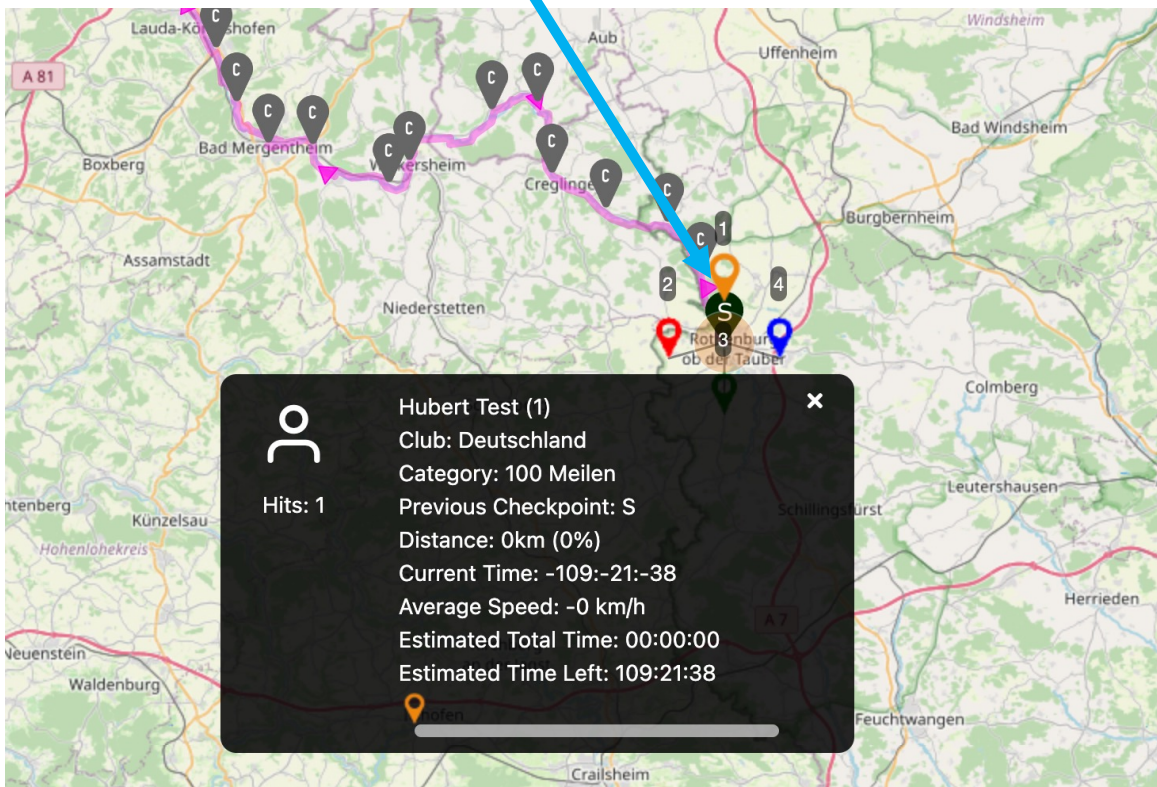 Windsheim
Lauda-Kö
shofen
C
Aub
Uffenheim
A 81
C
C
C
C
C
C
Bad Windsheim
Bad Mergentheim
C
C
Boxberg
kersheim
Creglinge
C
C
Burgbernheim
1
C
Assamstadt
2
4
Niederstetten
S
3
ob der Tauber
Colmberg
Hubert Test (1)
Club: Deutschland
Category: 100 Meilen
Previous Checkpoint: S
Distance: 0km (0%)
Current Time: -109:-21:-38
Average Speed: -0 km/h
Estimated Total Time: 00:00:00
Estimated Time Left: 109:21:38
Hits: 1
Leutershausen
ntenberg
Schillingsfürst
Künzelsau
Hohenlohekreis
Herrieden
A 7
Neuenstein
Waldenburg
hofen
Feuchtwangen
Crailsheim